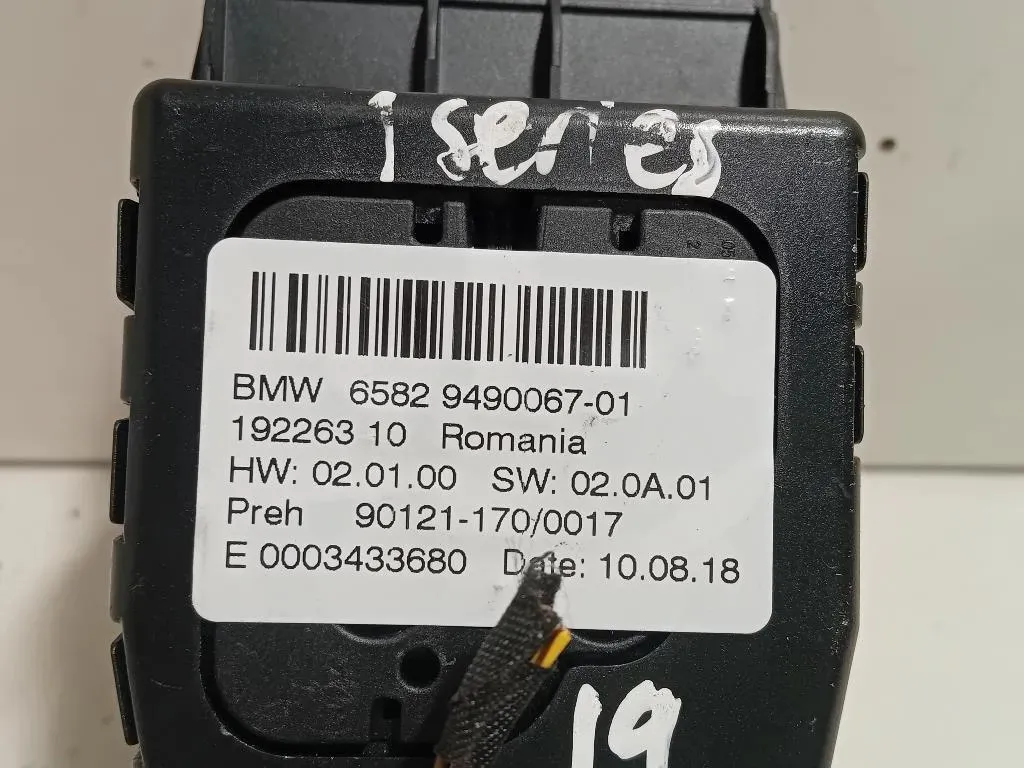 1 series
BMW 6582 9490067-01
192263 10 Romania
HW: 02.01.00 SW: 02.0A.01
Preh 90121-170/0017
E 0003433680 Date: 10.08.18
19